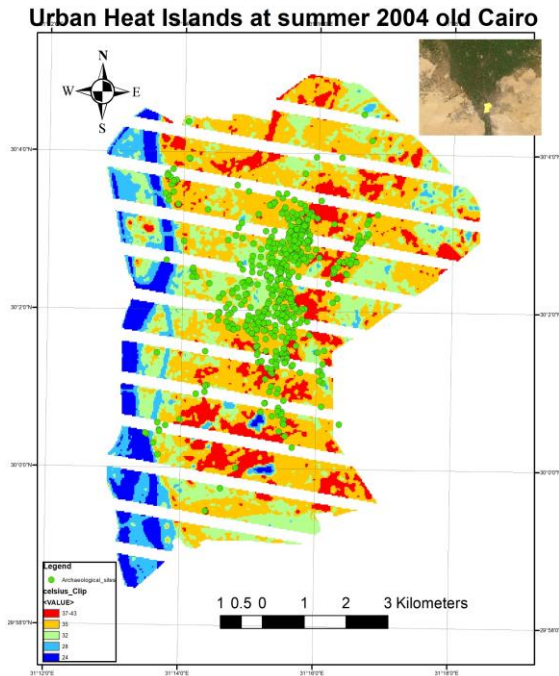 Urban Heat Islands at summer 2004 old Cairo
N
W E
S
30°4'0"N 30°4'0"N
30°2'0"N 30°2'0"N
30°0'0"N 30°0'0"N
Legend
Archaeological_sites
celsius_Clip
<VALUE>
37-43
35
32
28
24
1 0.5 0 1 2 3 Kilometers
29°58'0"N
31°12'0"E 31°14'0"E 31°16'0"E 31°18'0"E